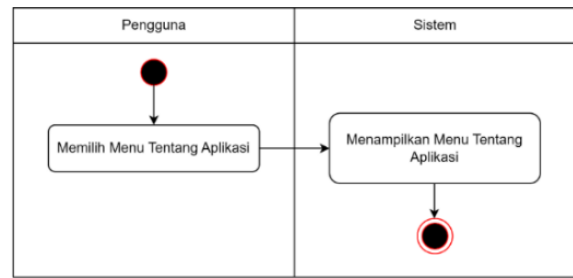 Pengguna
Sistem
Memilih Menu Tentang Aplikasi
Menampilkan Menu Tentang
Aplikasi